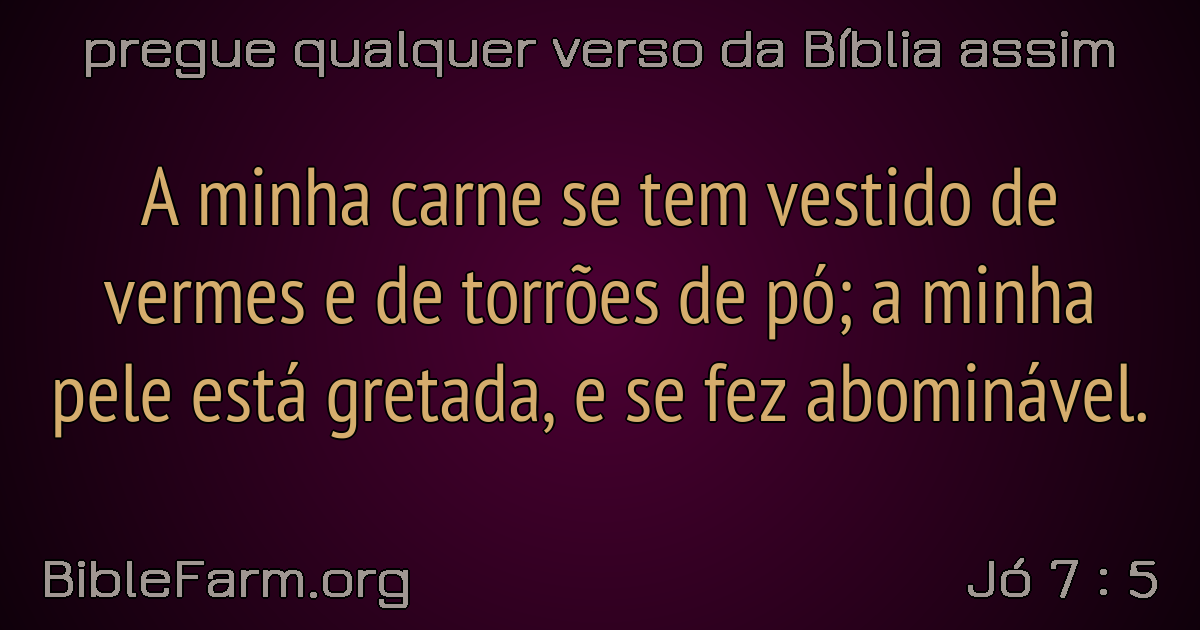 pregue qualquer verso da Bíblia assim
A minha carne se tem vestido de
vermes e de torrões de pó; a minha
pele está gretada, e se fez abominável.
BibleFarm.org
Jó 7 : 5